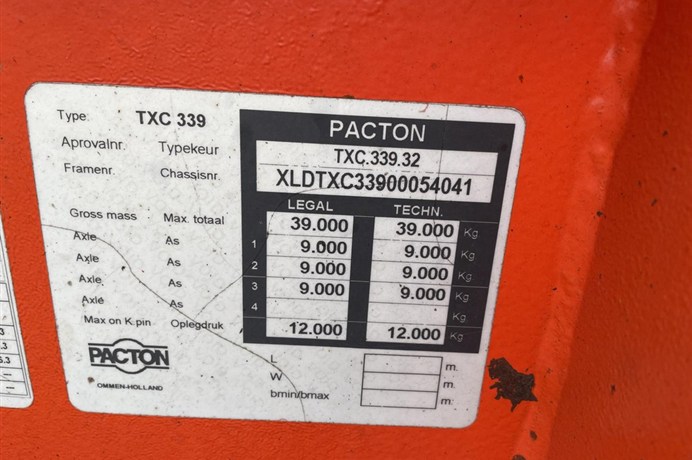 Type TXC 339 PACTON
Aprovalnr. Typekeur TXC.339.32
Framenr. Chassisnr. XLDTXC33900054041
LEGAL TECHN.
Gross mass Max. totaal 39.000 39.000 Kg
Axle As 1 9.000 9.000 Kg
Axle As 2 9.000 9.000 Kg
Axle As 3 9.000 9.000 Kg
Axle As 4 Kg
Max on K.pin Oplegdruk 12.000 12.000 Kg
PACTON
OMMEN-HOLLAND
L m.
W m.
bmin/bmax m.